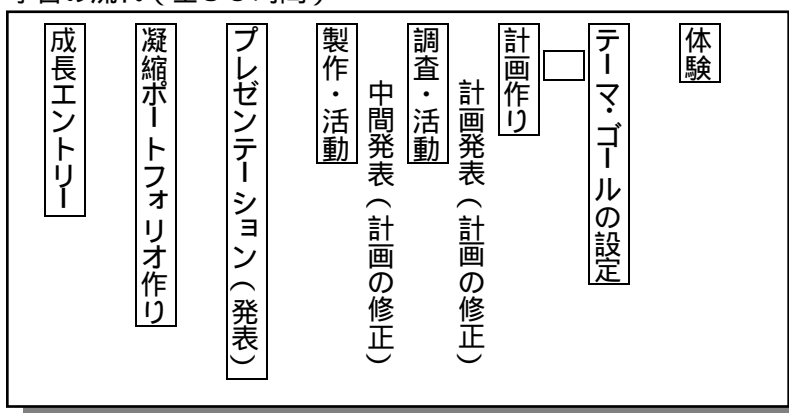 体験
テーマ・ゴールの設定
計画作り
計画発表（計画の修正）
調査・活動
中間発表（計画の修正）
製作・活動
プレゼンテーション（発表）
凝縮ポートフォリオ作り
成長エントリー